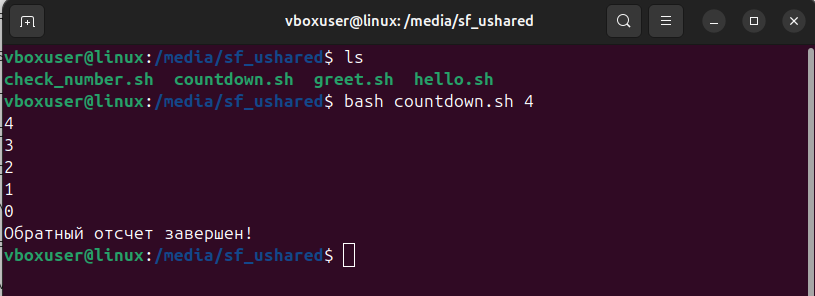 vboxuser@linux: /media/sf_ushared
vboxuser@linux:/media/sf_ushared$ ls
check_number.sh  countdown.sh  greet.sh  hello.sh
vboxuser@linux:/media/sf_ushared$ bash countdown.sh 4
4
3
2
1
0
Обратный отсчет завершен!
vboxuser@linux:/media/sf_ushared$